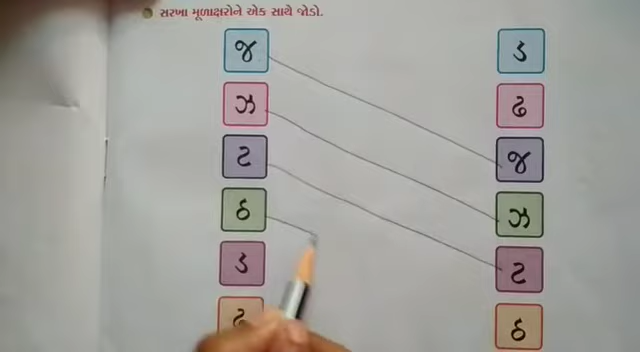 સરખા મૂળાક્ષરોને એક સાથે જોડો.
જ ડ
ઝ ઢ
ટ જ
ઠ ઝ
ડ ટ
ઢ ઠ